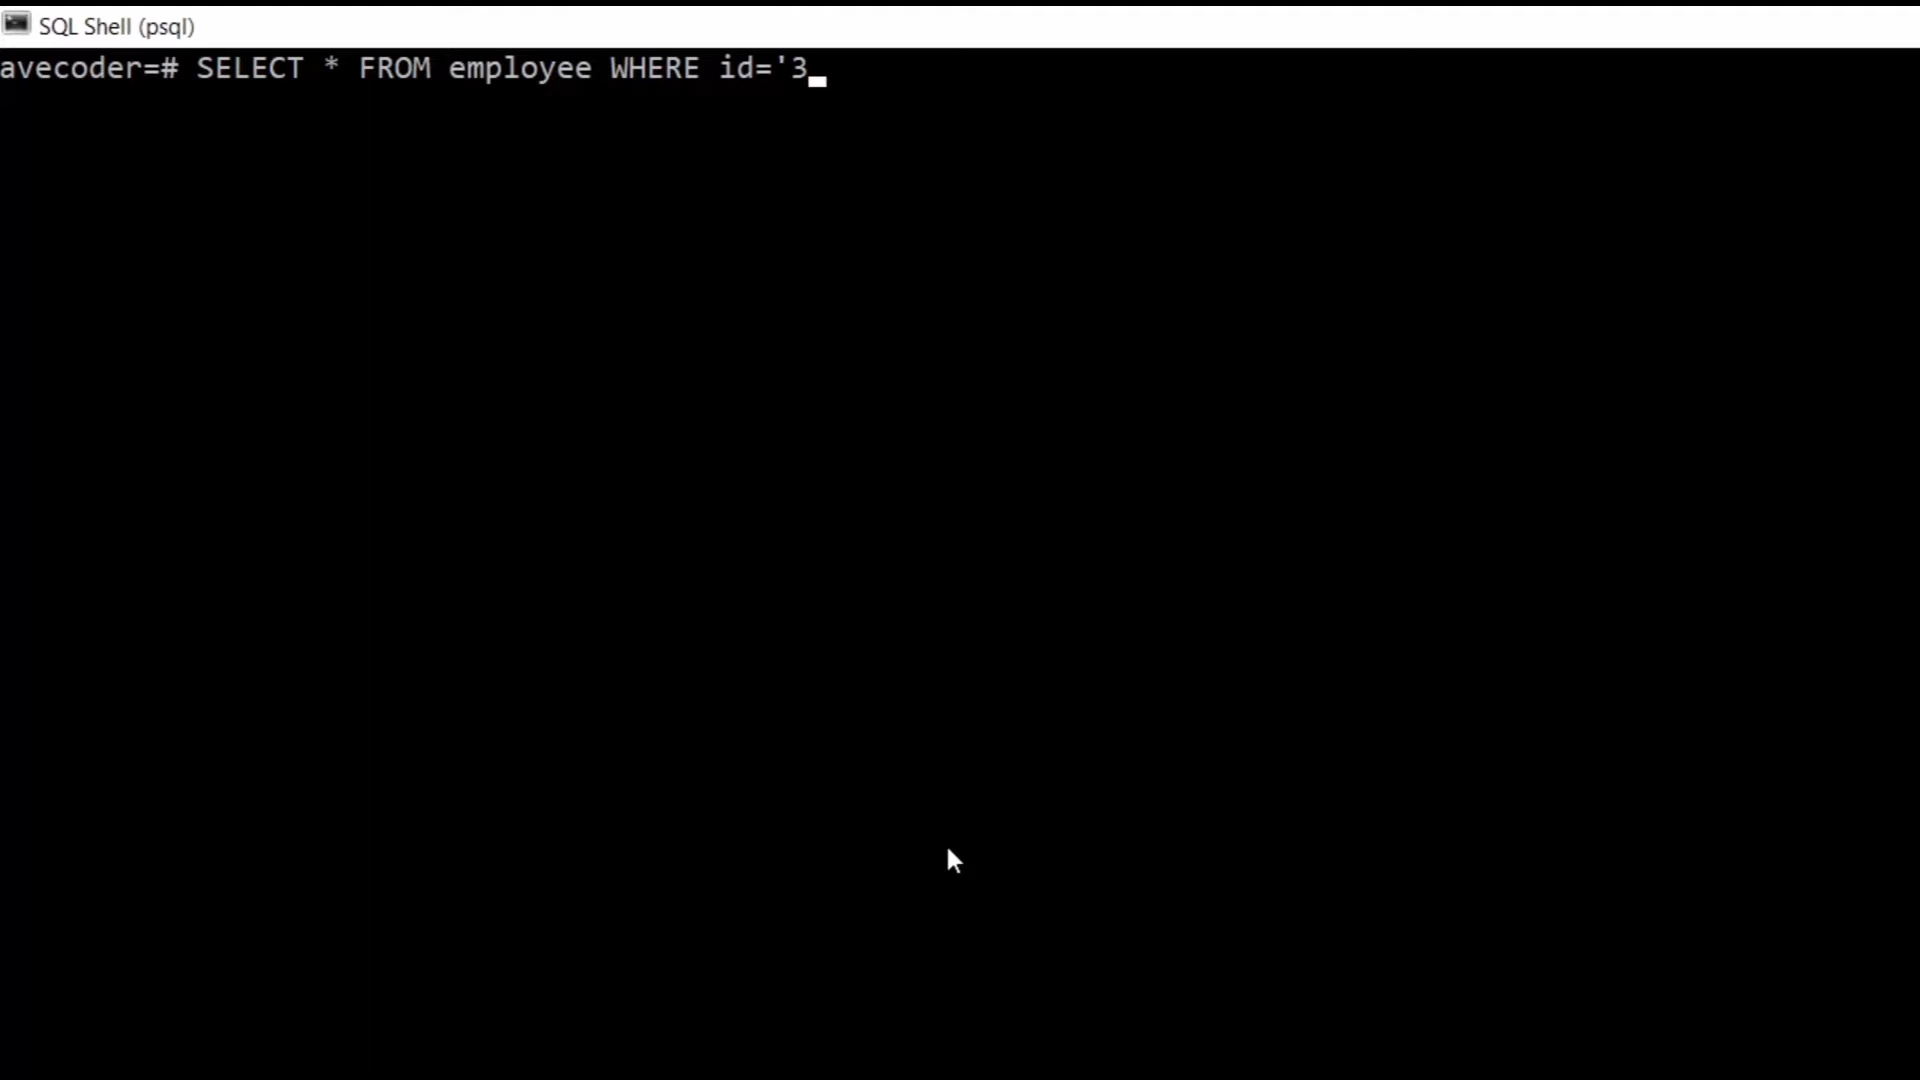 SQL Shell (psql)
avecoder=# SELECT * FROM employee WHERE id='3